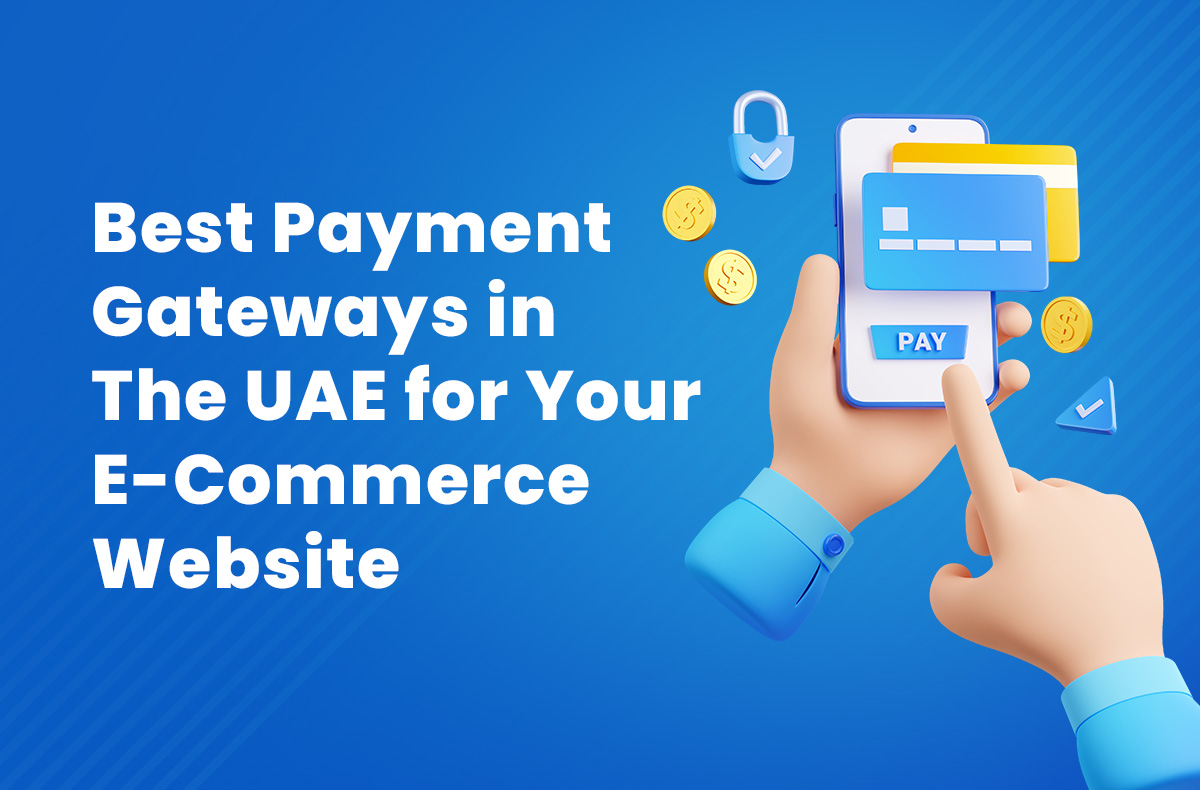 Best Payment
Gateways in
The UAE for Your
E-Commerce
Website
PAY